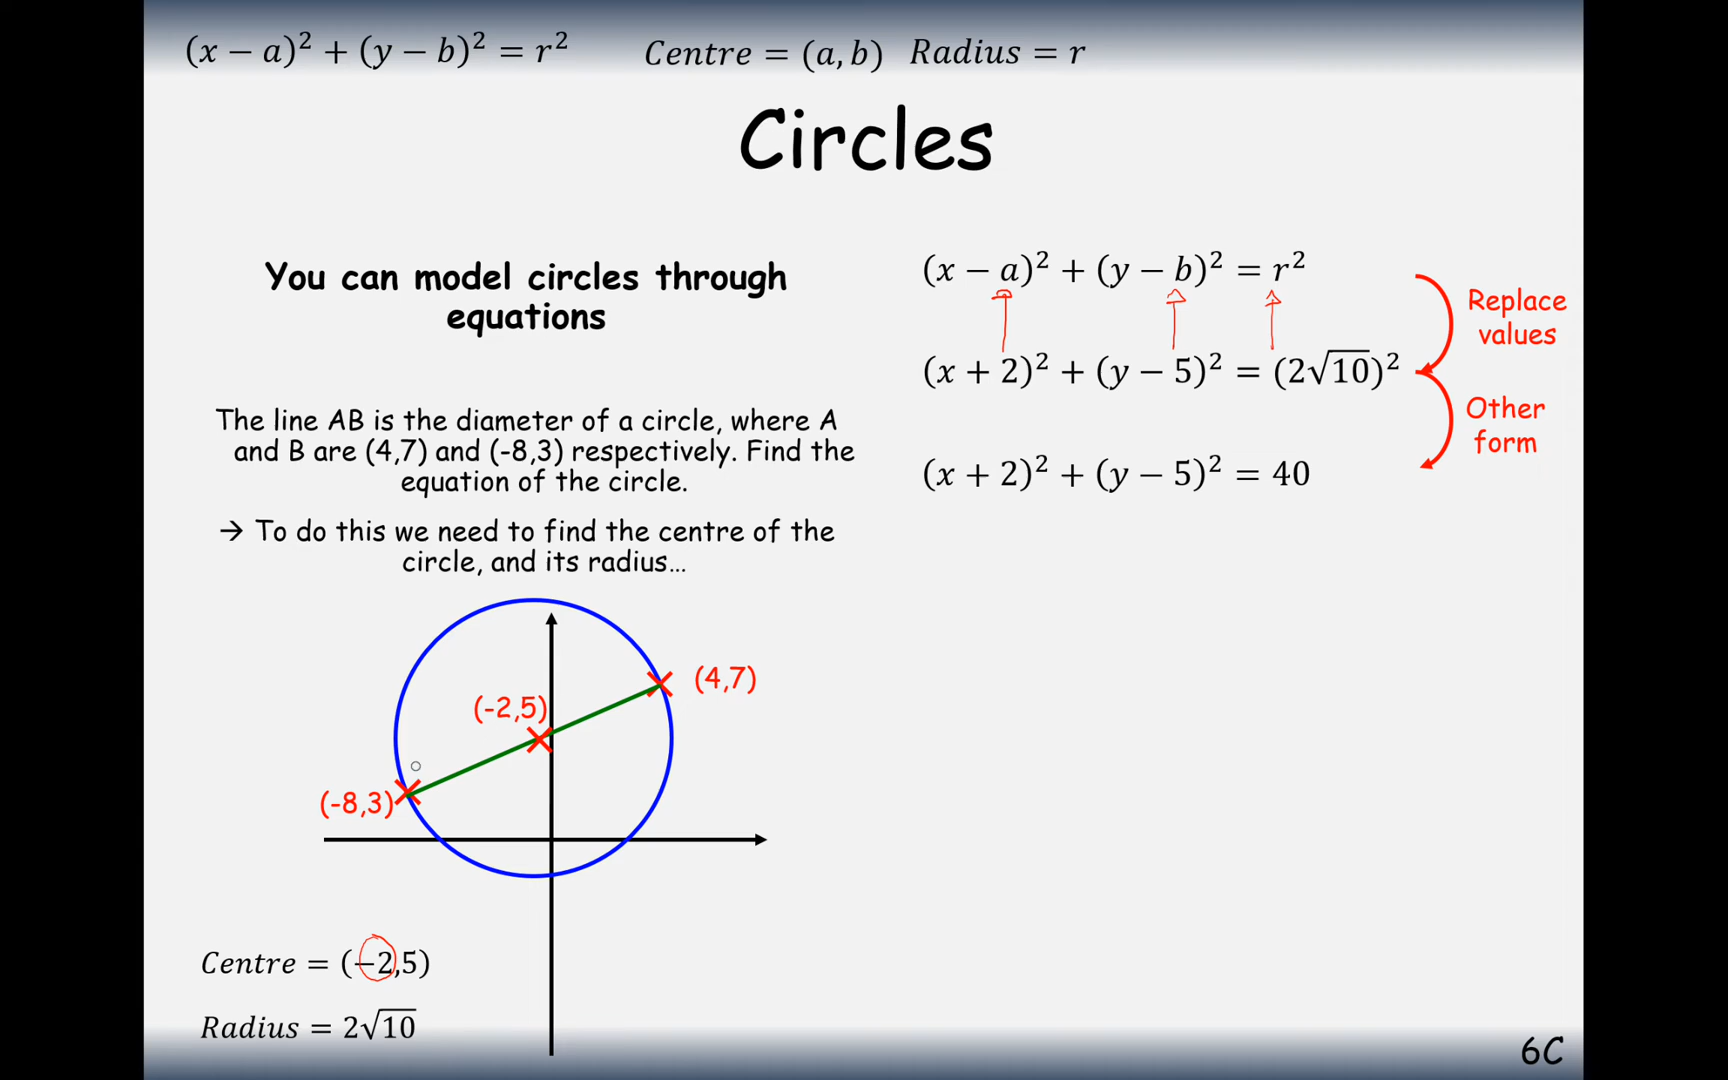 (x − a)² + (y − b)² = r² Centre = (a, b) Radius = r
Circles
You can model circles through
equations
The line AB is the diameter of a circle, where A
and B are (4,7) and (-8,3) respectively. Find the
equation of the circle.
→ To do this we need to find the centre of the
circle, and its radius…
(4,7)
(-2,5)
(-8,3)
Centre = (−2,5)
Radius = 2√10
(x − a)² + (y − b)² = r²
(x + 2)² + (y − 5)² = (2√10)²
(x + 2)² + (y − 5)² = 40
Replace
values
Other
form
6C